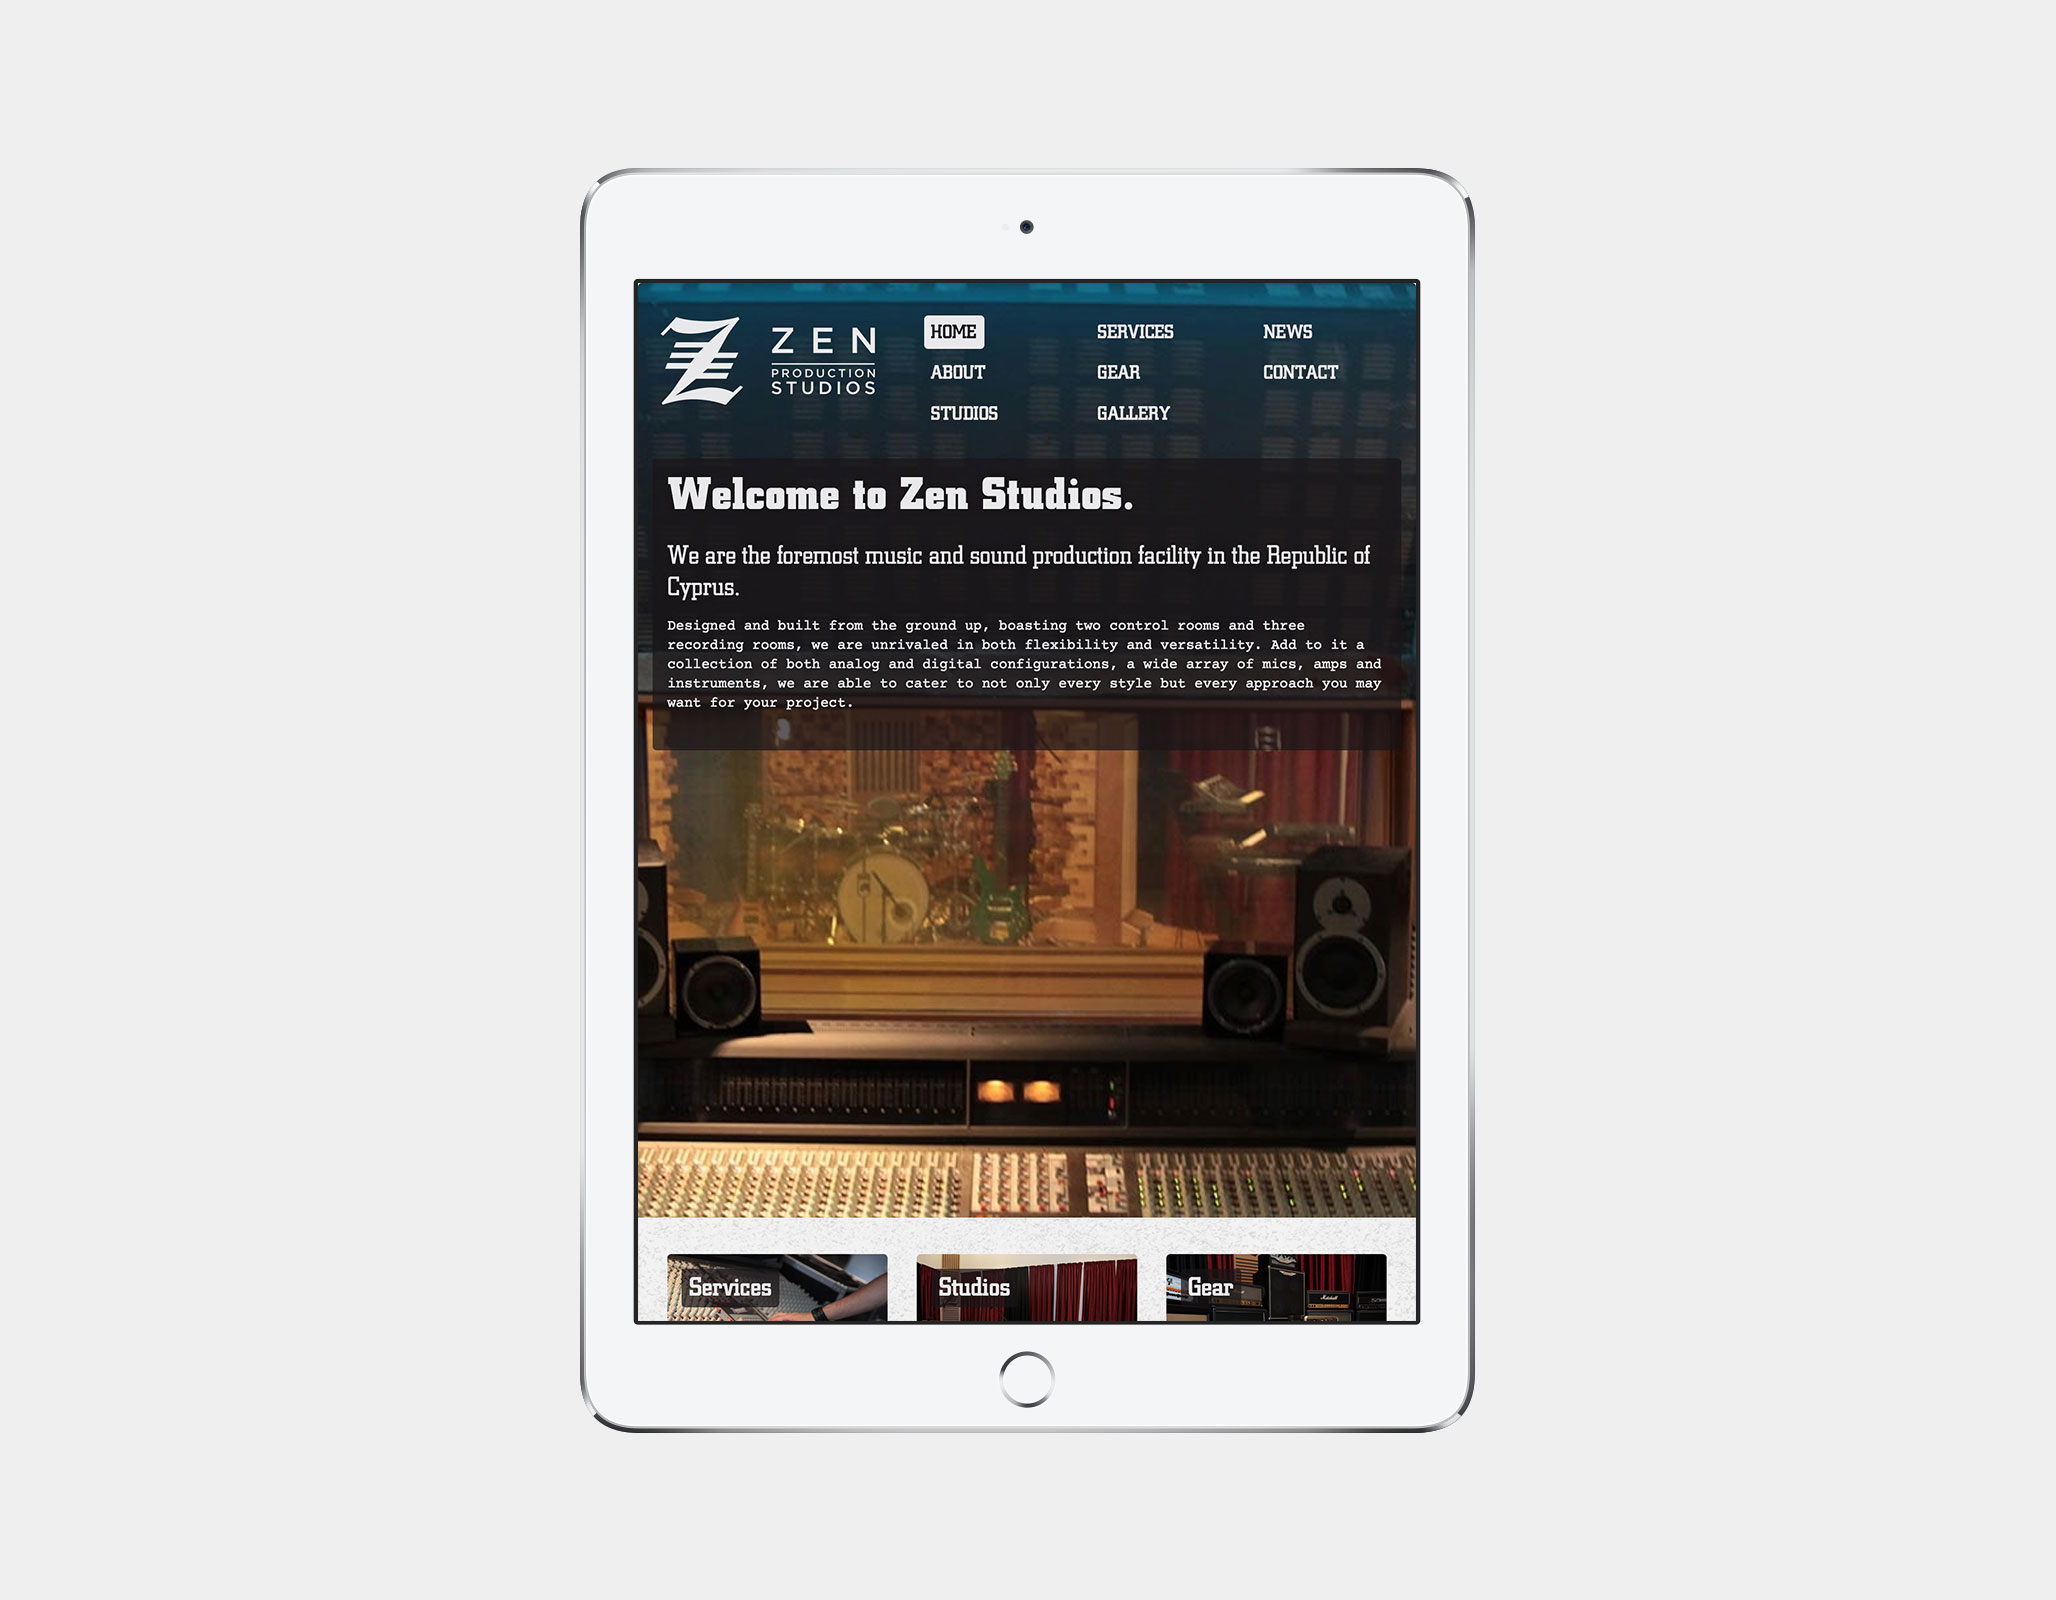 ZEN
PRODUCTION
STUDIOS
HOME
ABOUT
STUDIOS
SERVICES
GEAR
GALLERY
NEWS
CONTACT
Welcome to Zen Studios.
We are the foremost music and sound production facility in the Republic of
Cyprus.
Designed and built from the ground up, boasting two control rooms and three
recording rooms, we are unrivaled in both flexibility and versatility. Add to it a
collection of both analog and digital configurations, a wide array of mics, amps and
instruments, we are able to cater to not only every style but every approach you may
want for your project.
Services
Studios
Gear
Marshall